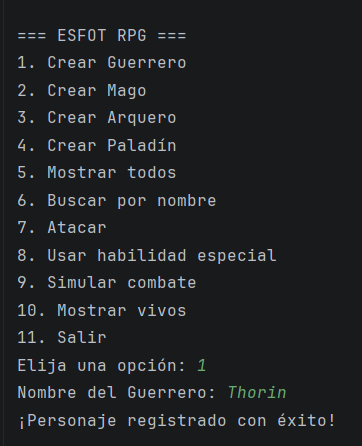 === ESFOT RPG ===
1. Crear Guerrero
2. Crear Mago
3. Crear Arquero
4. Crear Paladín
5. Mostrar todos
6. Buscar por nombre
7. Atacar
8. Usar habilidad especial
9. Simular combate
10. Mostrar vivos
11. Salir
Elija una opción: 1
Nombre del Guerrero: Thorin
¡Personaje registrado con éxito!